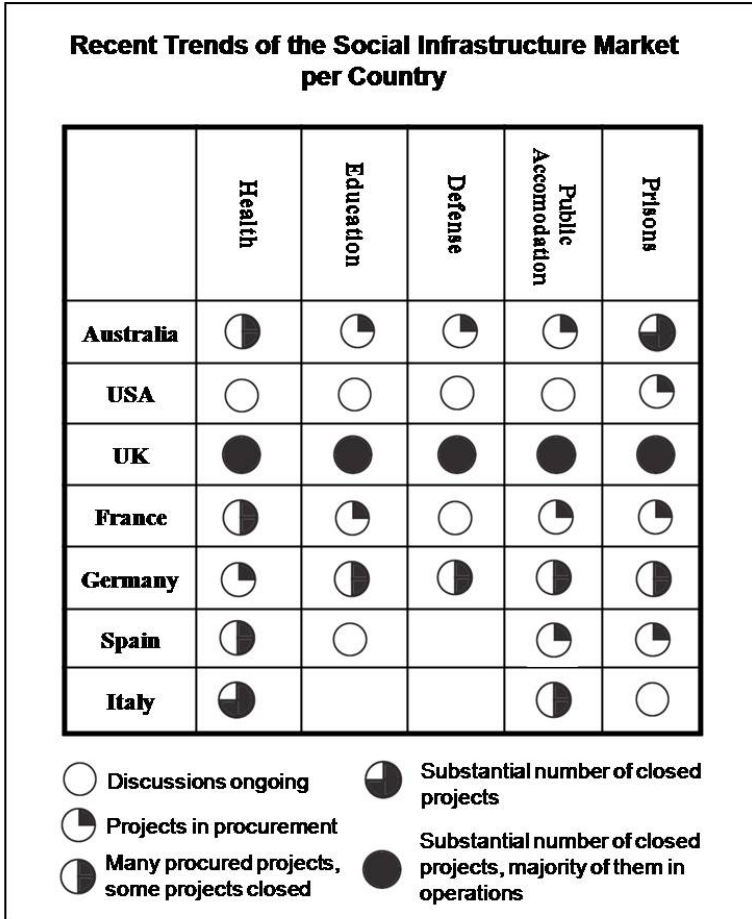 Recent Trends of the Social Infrastructure Market
per Country
Health
Education
Defense
Public
Accomodation
Prisons
Australia
USA
UK
France
Germany
Spain
Italy
Discussions ongoing
Projects in procurement
Many procured projects,
some projects closed
Substantial number of closed
projects
Substantial number of closed
projects, majority of them in
operations